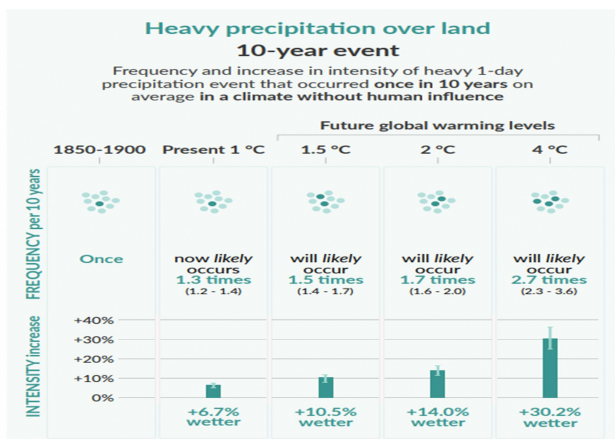 Heavy precipitation over land
10-year event
Frequency and increase in intensity of heavy 1-day
precipitation event that occurred once in 10 years on
average in a climate without human influence
Future global warming levels
1850-1900 Present 1 °C 1.5 °C 2 °C 4 °C
FREQUENCY per 10 years
Once now likely will likely will likely will likely
occurs occur occur occur
1.3 times 1.5 times 1.7 times 2.7 times
(1.2 - 1.4) (1.4 - 1.7) (1.6 - 2.0) (2.3 - 3.6)
INTENSITY increase
+40%
+30%
+20%
+10%
0%
+6.7% +10.5% +14.0% +30.2%
wetter wetter wetter wetter